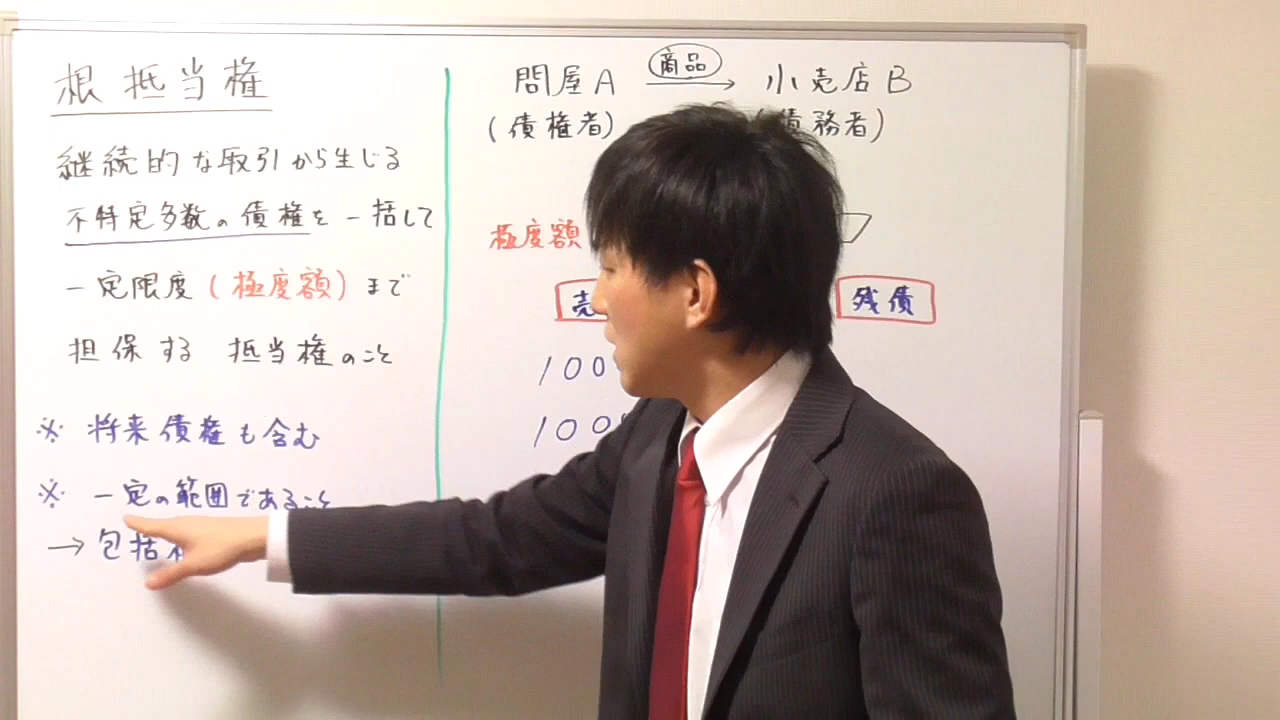 根抵当権
継続的な取引から生じる
不特定多数の債権を一括して
一定限度(極度額)まで
担保する 抵当権のこと
※ 将来債権も含む
※ 一定の範囲であること
→ 包括
商品
問屋A → 小売店B
(債権者) 債務者)
極度額
売
残債
100
100